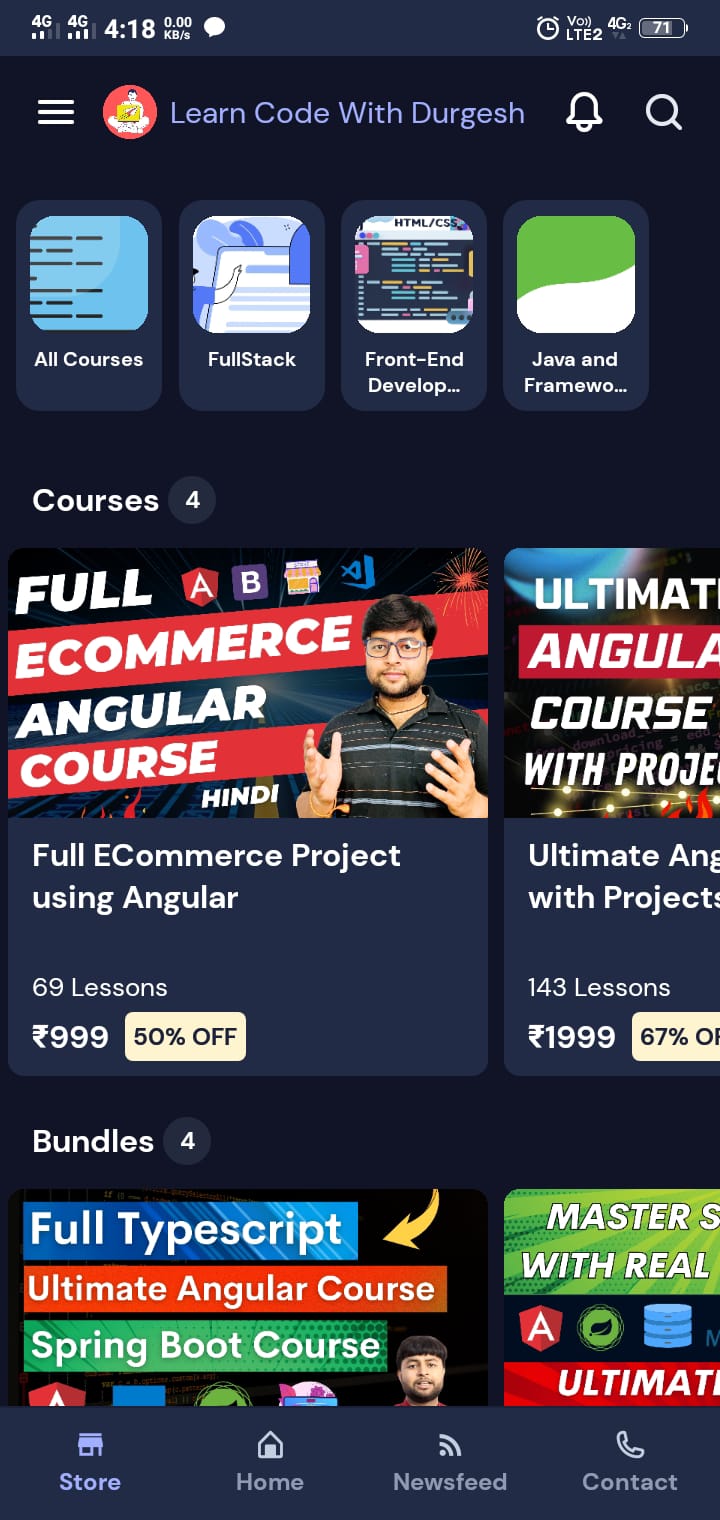 4G 4G 4:18 0.00 KB/s Vo)) LTE2 4G2 71
Learn Code With Durgesh
HTML/CSS
All Courses
FullStack
Front-End
Develop...
Java and
Framewo...
Courses 4
FULL
ECOMMERCE
ANGULAR
COURSE
HINDI
ULTIMAT
ANGULA
COURSE
WITH PROJE
Full ECommerce Project
using Angular
69 Lessons
₹999 50% OFF
Ultimate Ang
with Projects
143 Lessons
₹1999 67% OF
Bundles 4
Full Typescript
Ultimate Angular Course
Spring Boot Course
MASTER S
WITH REAL
M
ULTIMAT
Store
Home
Newsfeed
Contact